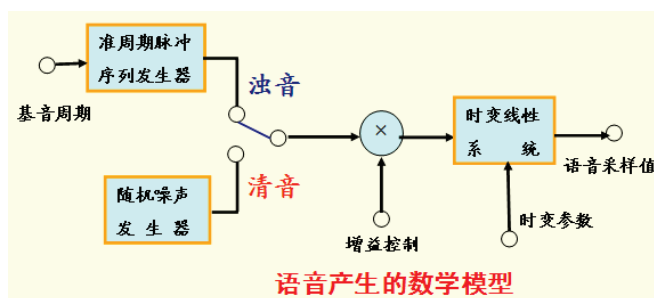 准周期脉冲
序列发生器
基音周期
浊音
×
时变线性
系 统
语音采样值
清音
随机噪声
发 生 器
增益控制
时变参数
语音产生的数学模型